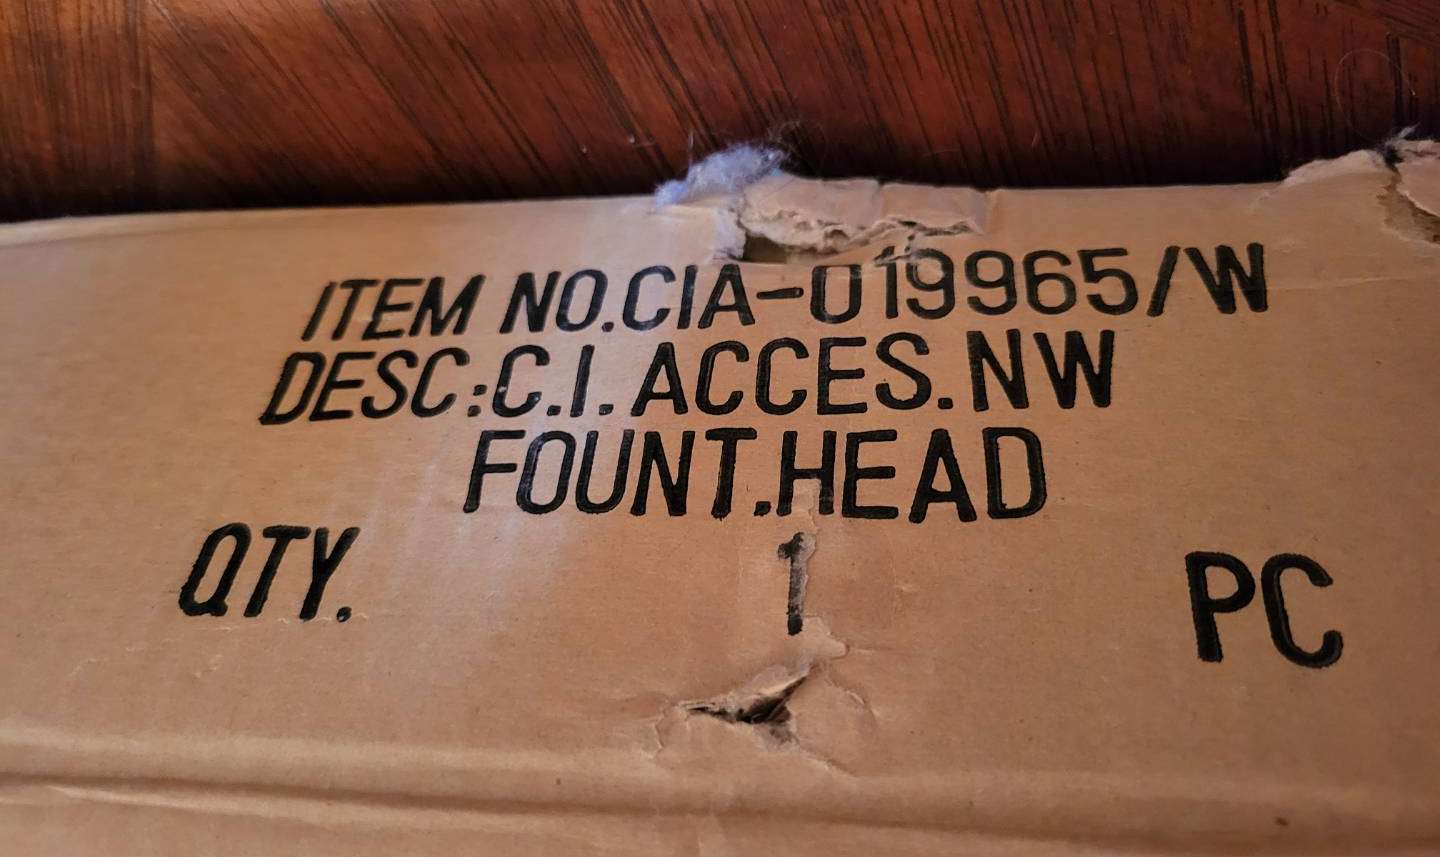 ITEM NO.CIA-019965/W
DESC:C.I. ACCES.NW
FOUNT.HEAD
QTY. 1 PC